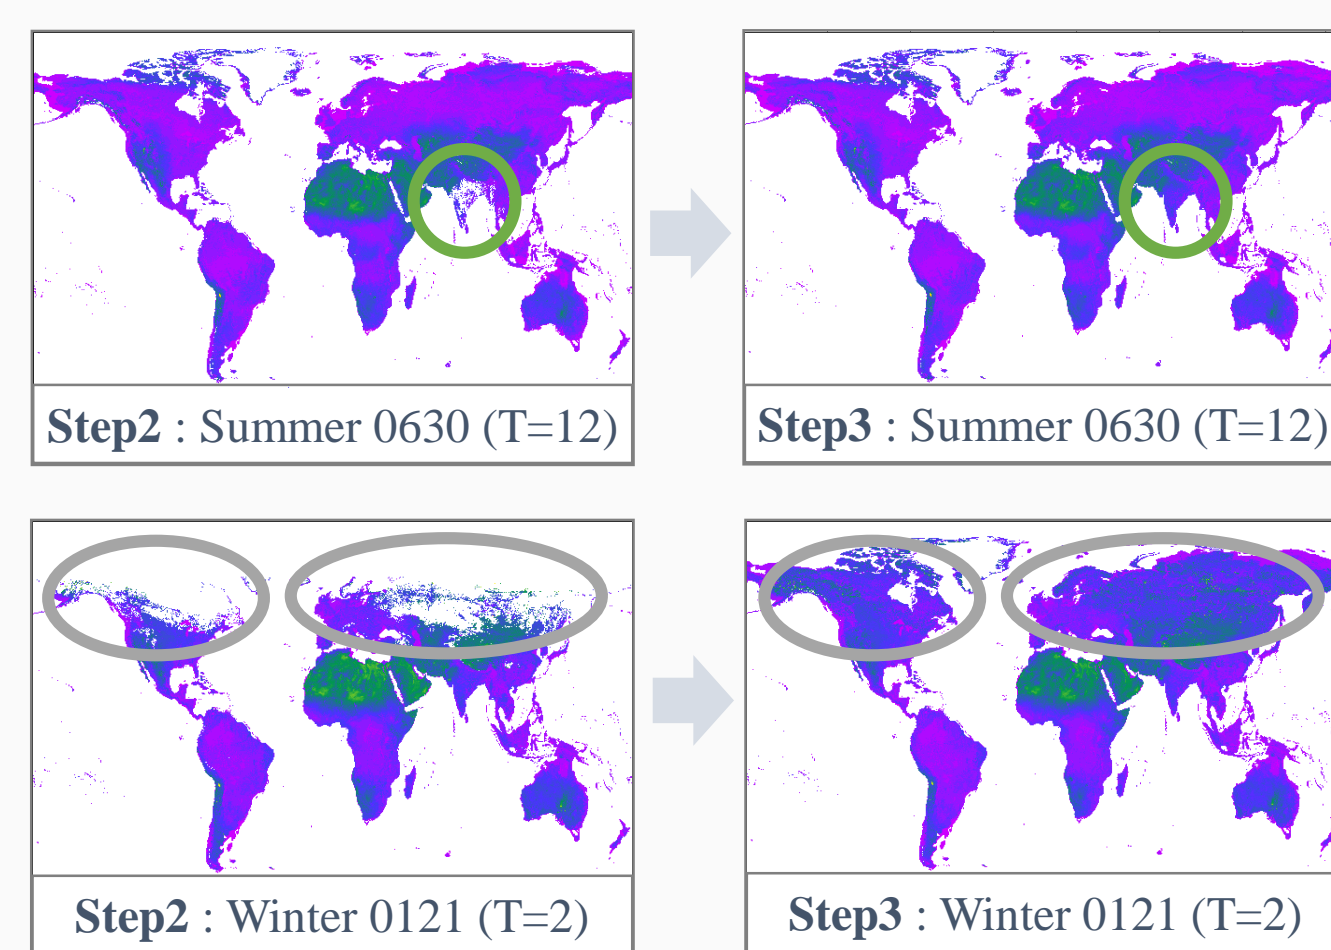 Step2 : Summer 0630 (T=12)
Step3 : Summer 0630 (T=12)
Step2 : Winter 0121 (T=2)
Step3 : Winter 0121 (T=2)